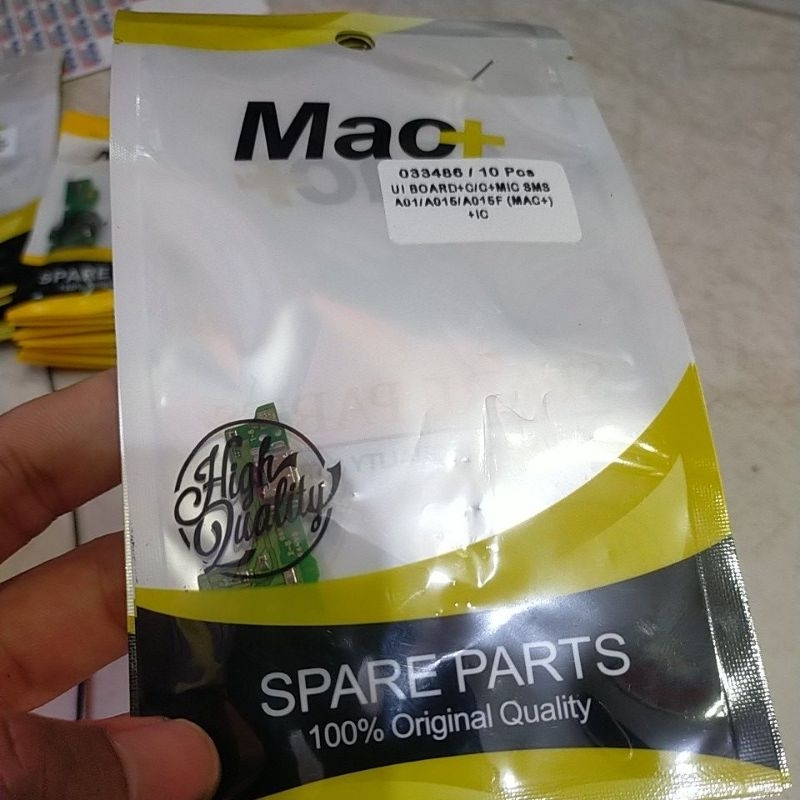 Mac+
033486 / 10 Pcs
UI BOARD+C/C+MIC SMS
A01/A015/A015F (MAC+)
+IC
High
Quality
SPARE PARTS
100% Original Quality
SPARE